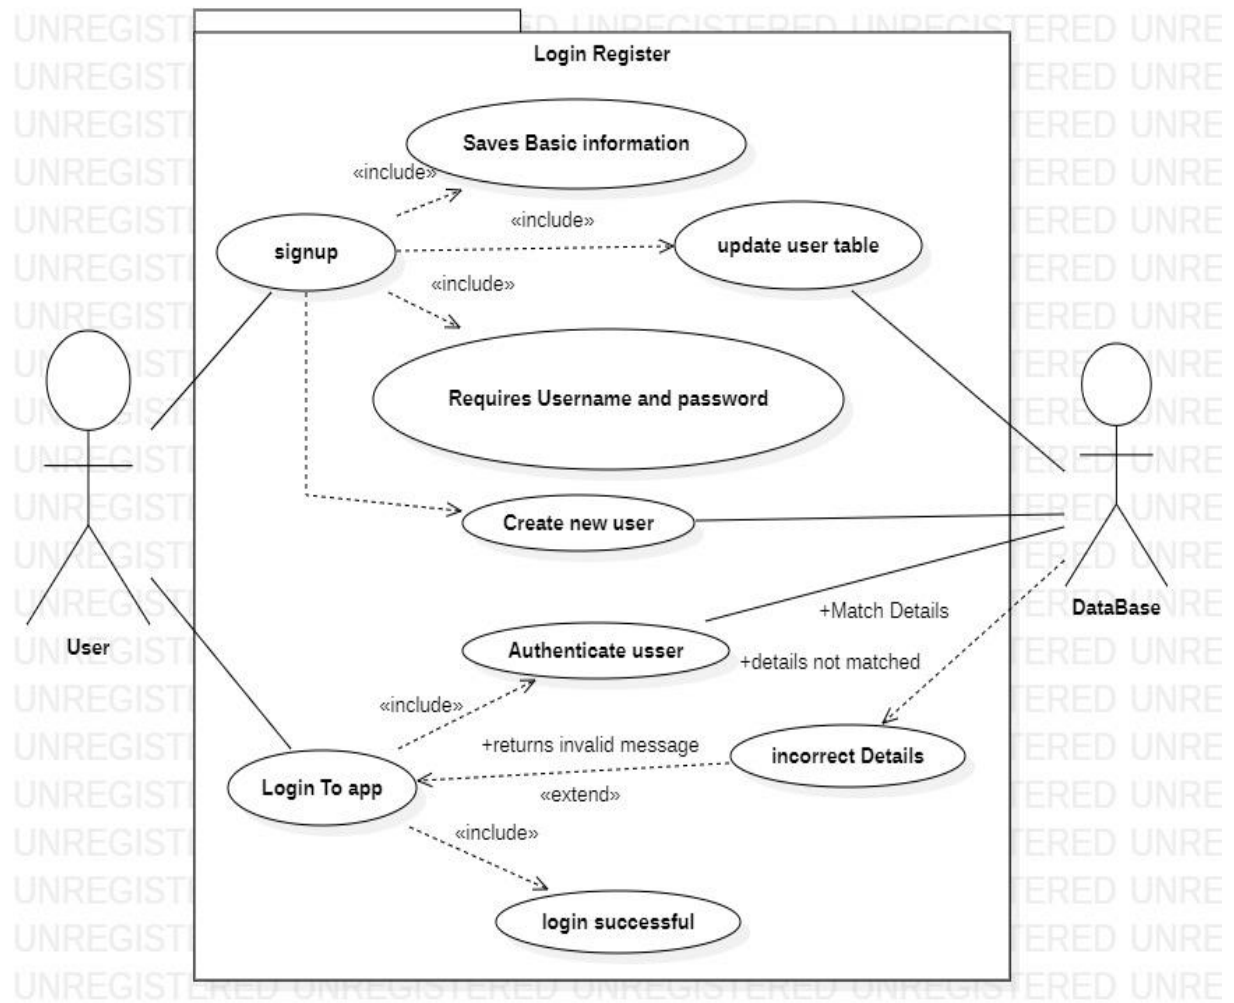 Login Register
Saves Basic information
«include»
«include»
signup
update user table
«include»
Requires Username and password
Create new user
+Match Details
DataBase
User
Authenticate usser
+details not matched
«include»
+returns invalid message
incorrect Details
Login To app
«extend»
«include»
login successful
UNREGISTERED UNREGISTERED UNREGISTERED UNREGISTERED UNRE